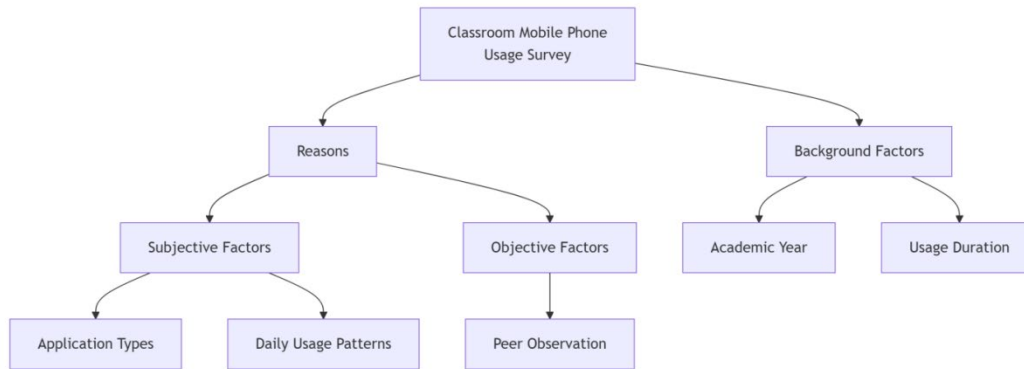 Classroom Mobile Phone
Usage Survey
Reasons
Background Factors
Subjective Factors
Objective Factors
Academic Year
Usage Duration
Application Types
Daily Usage Patterns
Peer Observation